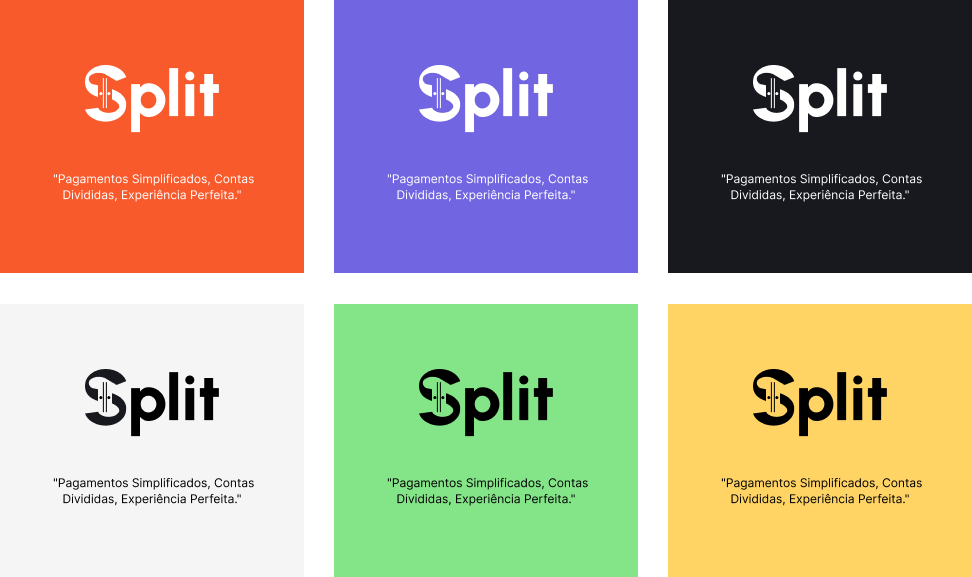 Split
"Pagamentos Simplificados, Contas
Divididas, Experiência Perfeita."
Split
"Pagamentos Simplificados, Contas
Divididas, Experiência Perfeita."
Split
"Pagamentos Simplificados, Contas
Divididas, Experiência Perfeita."
Split
"Pagamentos Simplificados, Contas
Divididas, Experiência Perfeita."
Split
"Pagamentos Simplificados, Contas
Divididas, Experiência Perfeita."
Split
"Pagamentos Simplificados, Contas
Divididas, Experiência Perfeita."